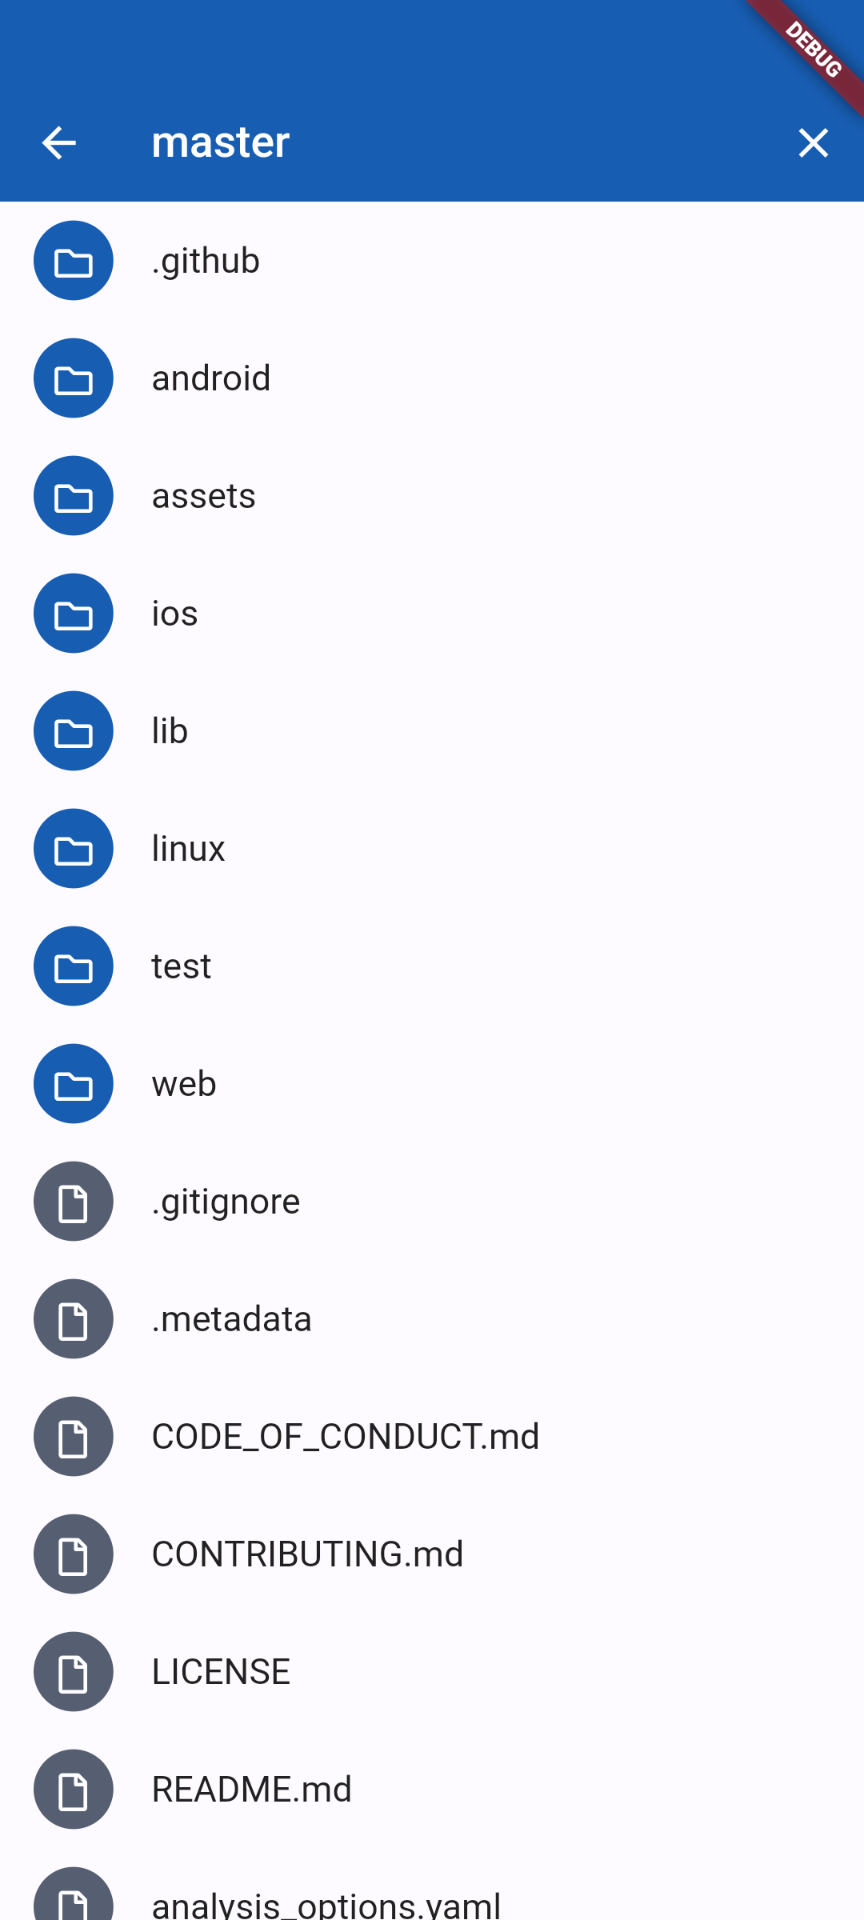 DEBUG
master
.github
android
assets
ios
lib
linux
test
web
.gitignore
.metadata
CODE_OF_CONDUCT.md
CONTRIBUTING.md
LICENSE
README.md
analysis_options.yaml